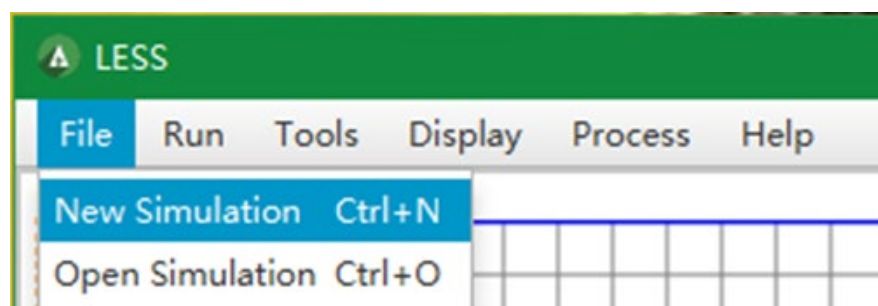 LESS
File Run Tools Display Process Help
New Simulation Ctrl+N
Open Simulation Ctrl+O